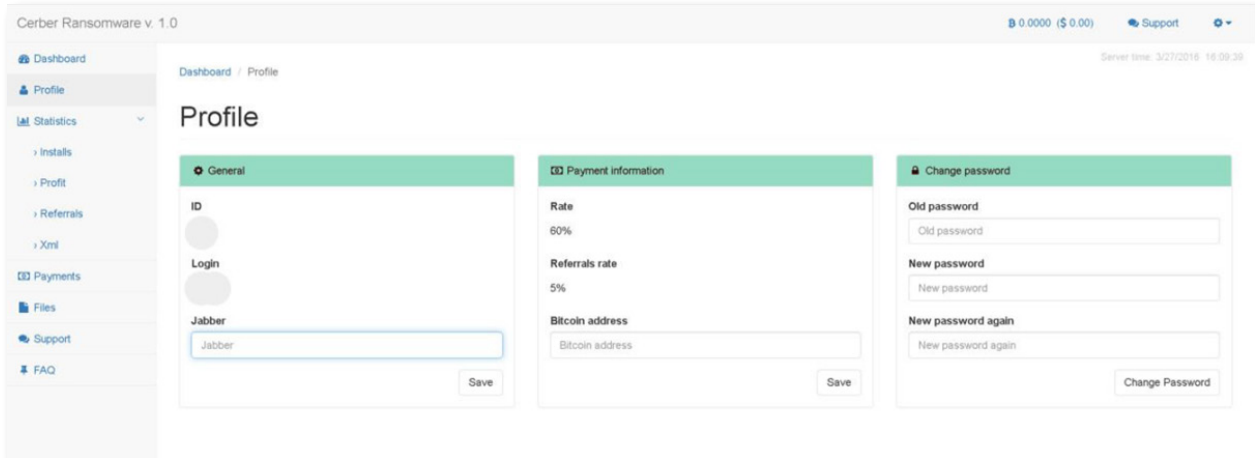 Cerber Ransomware v. 1.0
฿ 0.0000 ($ 0.00)
Support
Dashboard
Profile
Statistics
› Installs
› Profit
› Referrals
› Xml
Payments
Files
Support
FAQ
Server time: 3/27/2016 16:09:39
Dashboard / Profile
Profile
General
ID
Login
Jabber
Jabber
Save
Payment information
Rate
60%
Referrals rate
5%
Bitcoin address
Bitcoin address
Save
Change password
Old password
Old password
New password
New password
New password again
New password again
Change Password